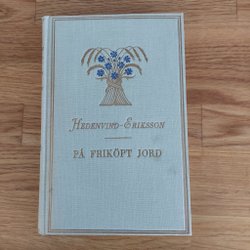 HEDENVIND-ERIKSSON
PÅ FRIKÖPT JORD